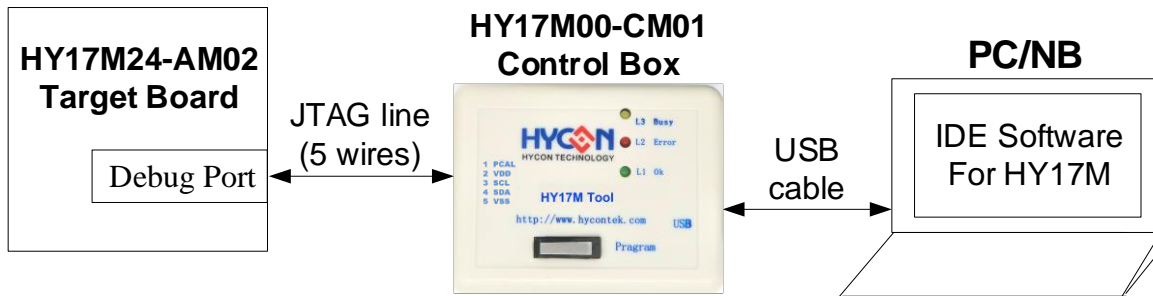 HY17M24-AM02
Target Board
Debug Port
JTAG line
(5 wires)
HY17M00-CM01
Control Box
HYCON
HYCON TECHNOLOGY
L3 Busy
L2 Error
L1 Ok
1 PCAL
2 VDD
3 SCL
4 SDA
5 VSS
HY17M Tool
http://www.hycontek.com
USB
Pragram
USB
cable
PC/NB
IDE Software
For HY17M